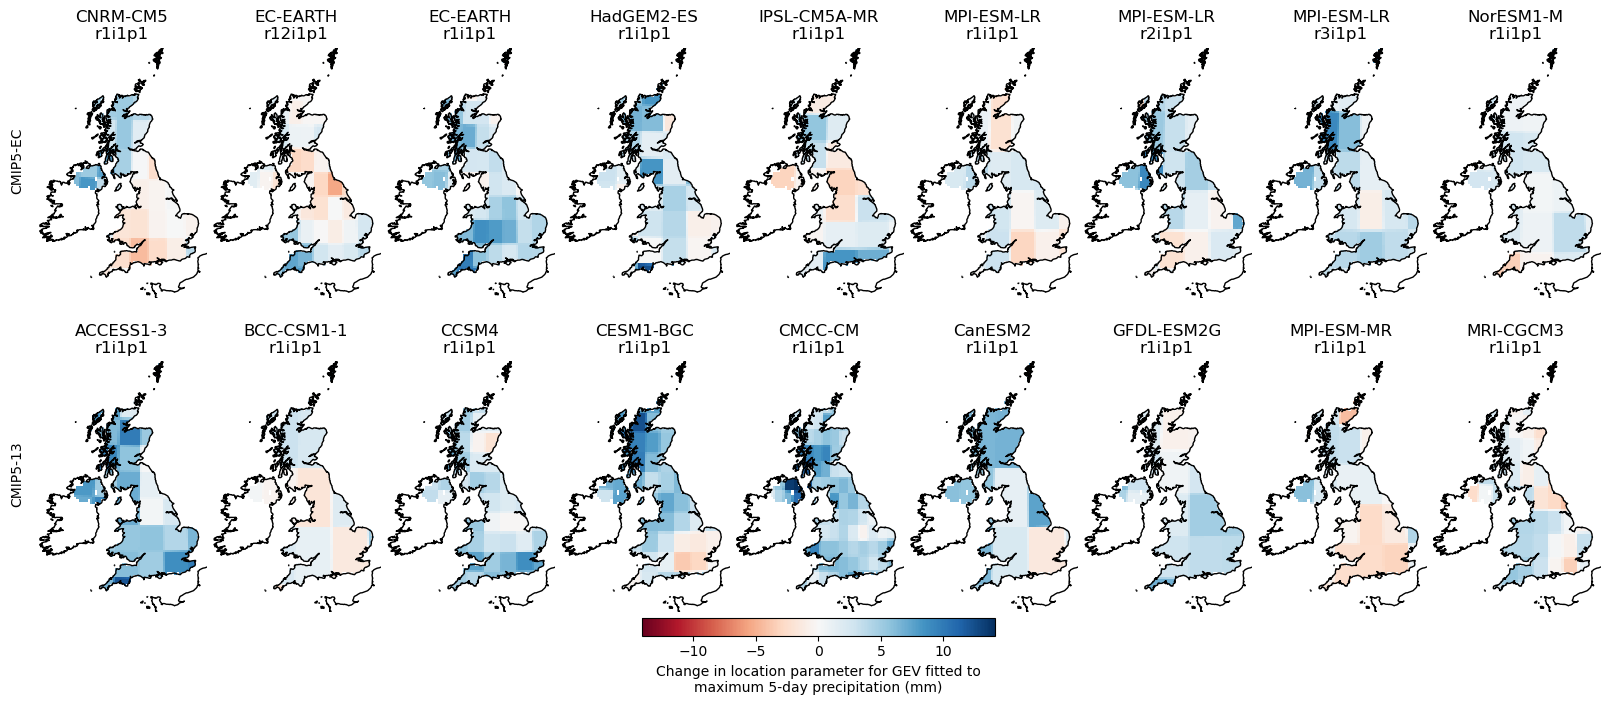 CNRM-CM5
r1i1p1
EC-EARTH
r12i1p1
EC-EARTH
r1i1p1
HadGEM2-ES
r1i1p1
IPSL-CM5A-MR
r1i1p1
MPI-ESM-LR
r1i1p1
MPI-ESM-LR
r2i1p1
MPI-ESM-LR
r3i1p1
NorESM1-M
r1i1p1
CMIP5-EC
ACCESS1-3
r1i1p1
BCC-CSM1-1
r1i1p1
CCSM4
r1i1p1
CESM1-BGC
r1i1p1
CMCC-CM
r1i1p1
CanESM2
r1i1p1
GFDL-ESM2G
r1i1p1
MPI-ESM-MR
r1i1p1
MRI-CGCM3
r1i1p1
CMIP5-13
−10 −5 0 5 10
Change in location parameter for GEV fitted to
maximum 5-day precipitation (mm)